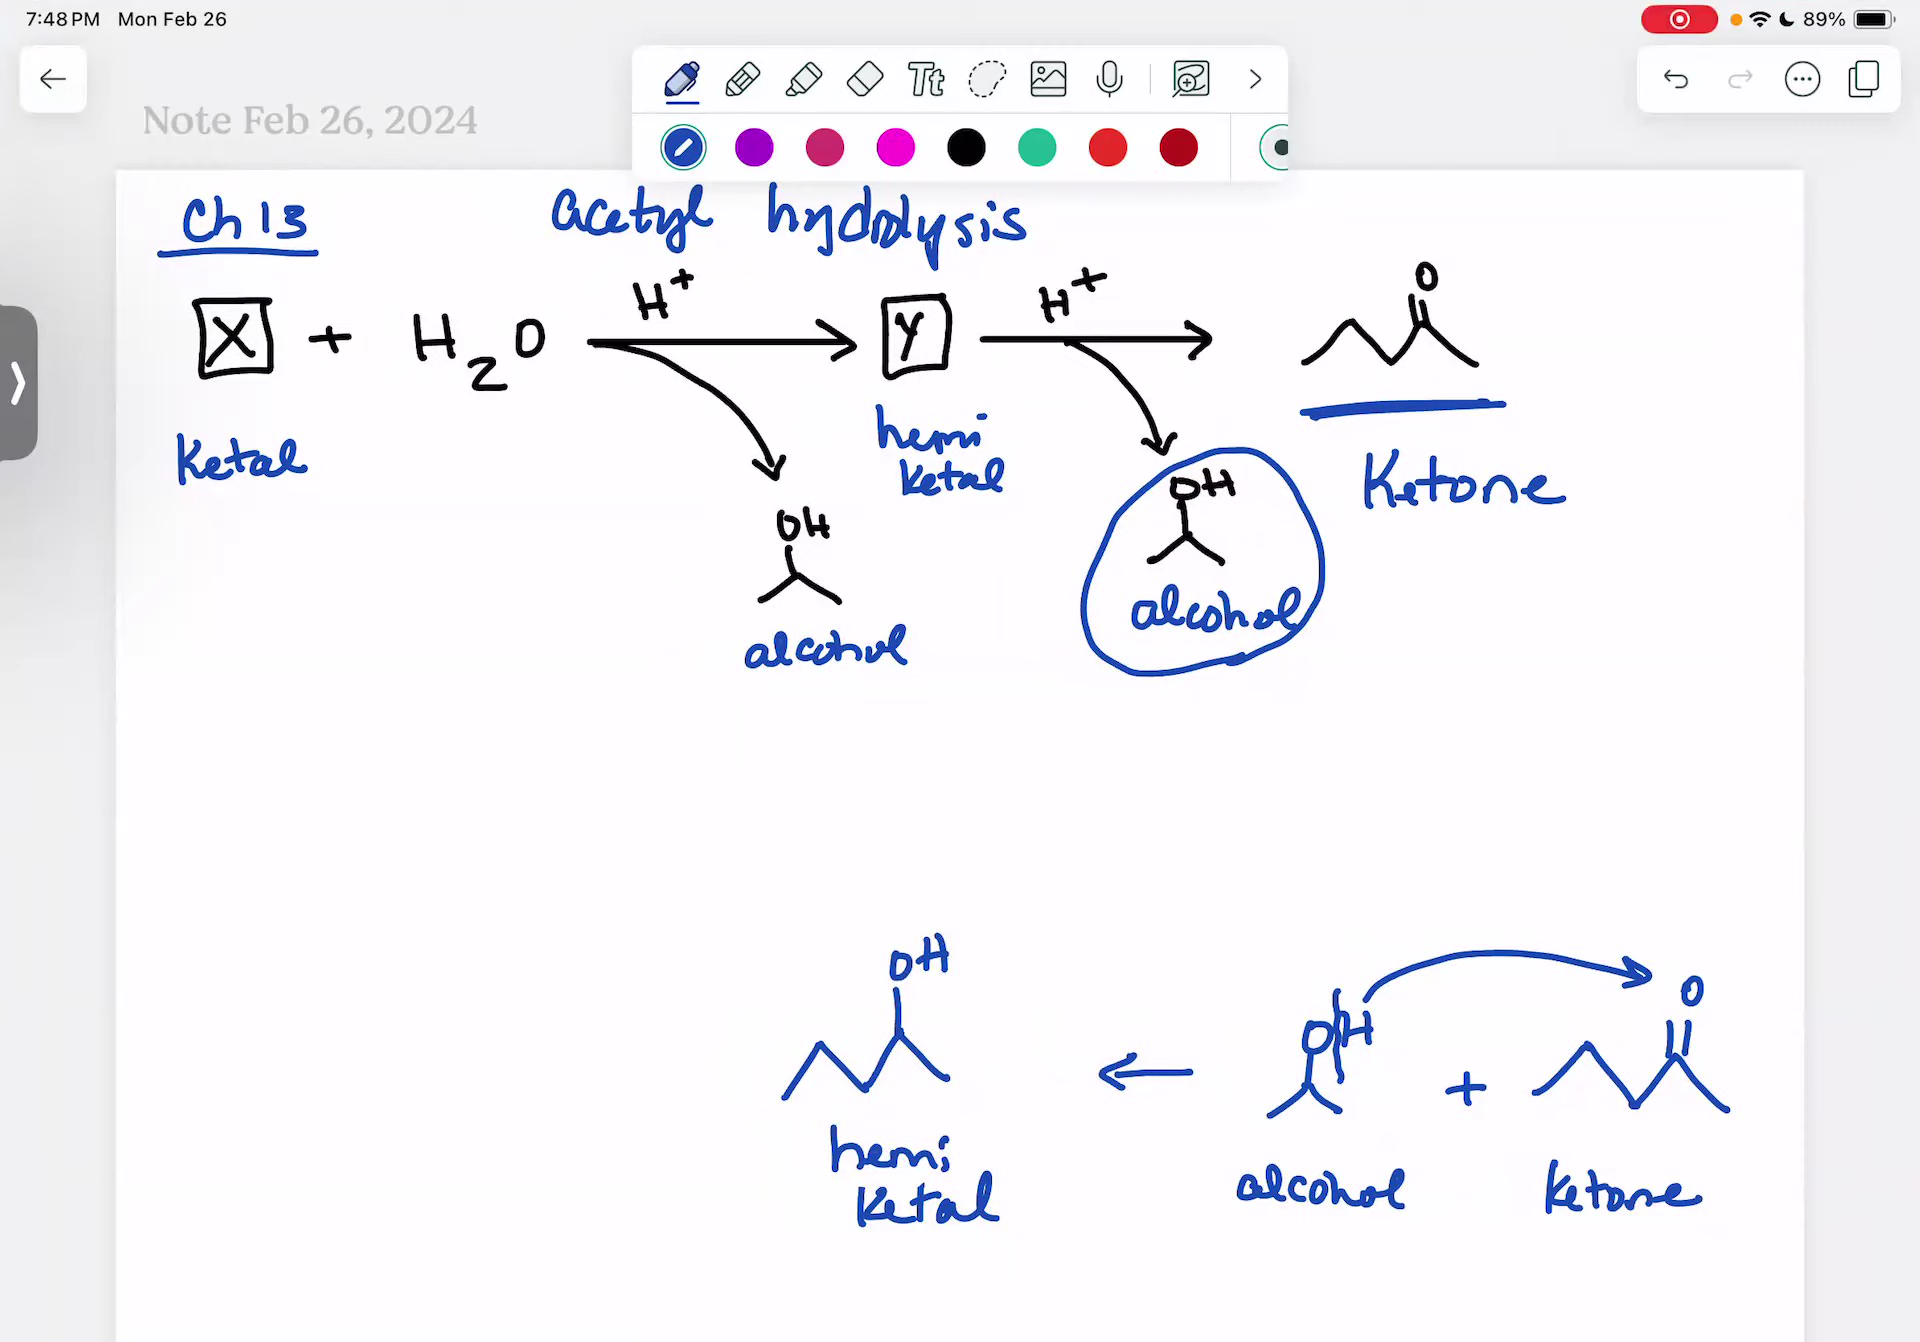 7:48 PM Mon Feb 26
89%
Tt
Note Feb 26, 2024
Ch 13 acetyl hydrolysis
X + H2O H+ Y H+ O
Ketal
hemi
ketal
Ketone
OH
alcohol
OH
alcohol
OH
OH
+
O
hemi
ketal
alcohol
ketone